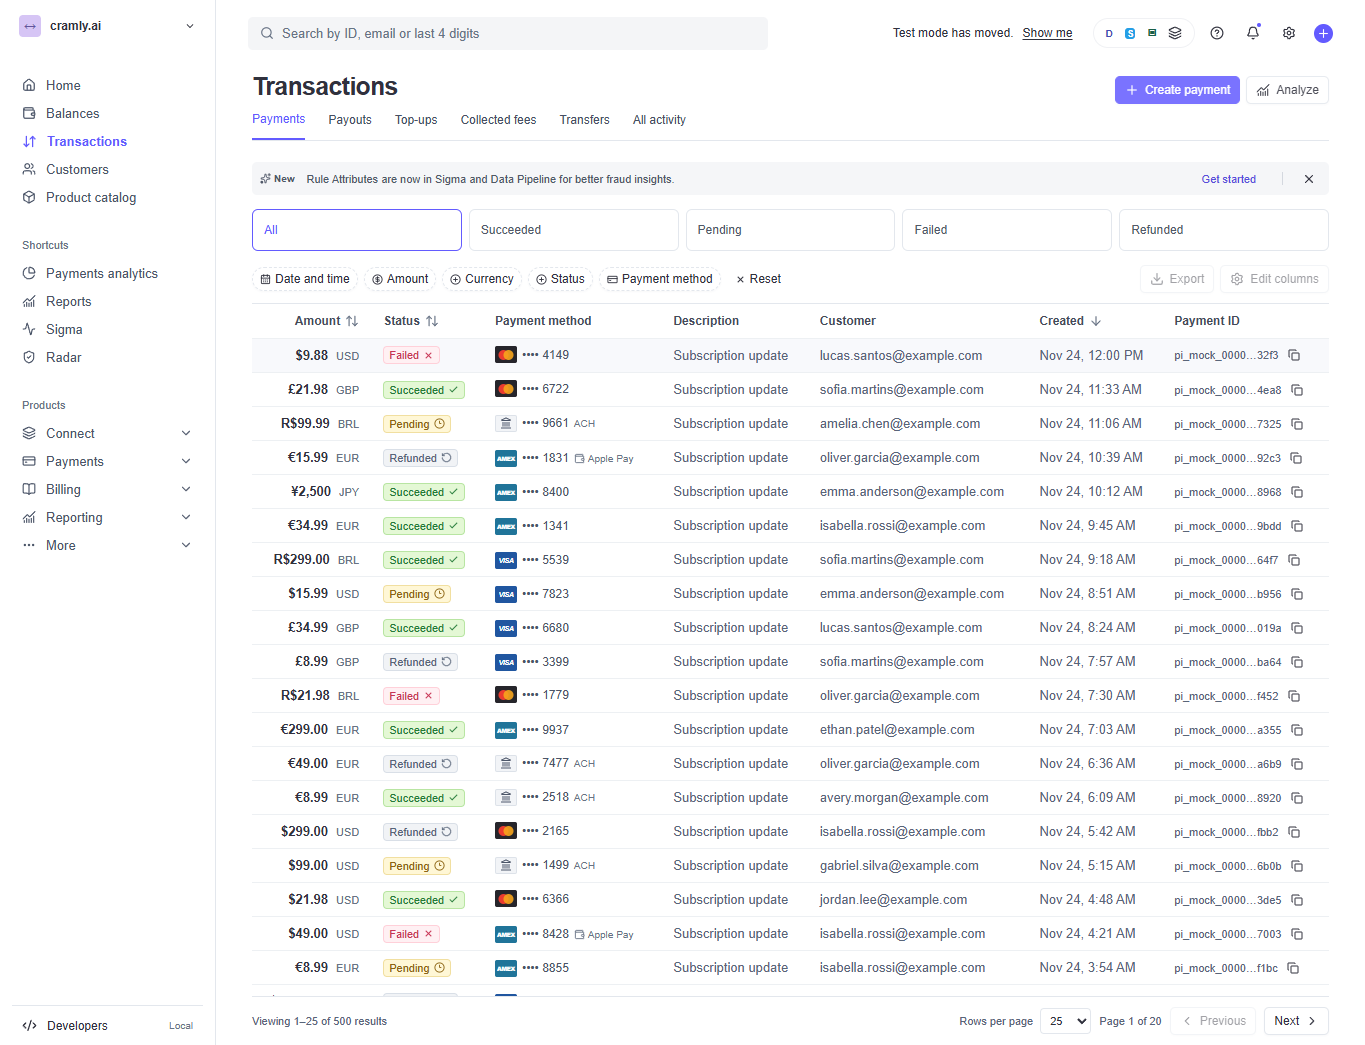 cramly.ai
Search by ID, email or last 4 digits
Test mode has moved. Show me
Home
Balances
Transactions
Customers
Product catalog
Shortcuts
Payments analytics
Reports
Sigma
Radar
Products
Connect
Payments
Billing
Reporting
More
Developers Local
Transactions
Create payment
Analyze
Payments Payouts Top-ups Collected fees Transfers All activity
New Rule Attributes are now in Sigma and Data Pipeline for better fraud insights. Get started
All Succeeded Pending Failed Refunded
Date and time Amount Currency Status Payment method Reset Export Edit columns
Amount Status Payment method Description Customer Created Payment ID
$9.88 USD Failed •••• 4149 Subscription update lucas.santos@example.com Nov 24, 12:00 PM pi_mock_0000…32f3
£21.98 GBP Succeeded •••• 6722 Subscription update sofia.martins@example.com Nov 24, 11:33 AM pi_mock_0000…4ea8
R$99.99 BRL Pending •••• 9661 ACH Subscription update amelia.chen@example.com Nov 24, 11:06 AM pi_mock_0000…7325
€15.99 EUR Refunded AMEX •••• 1831 Apple Pay Subscription update oliver.garcia@example.com Nov 24, 10:39 AM pi_mock_0000…92c3
¥2,500 JPY Succeeded AMEX •••• 8400 Subscription update emma.anderson@example.com Nov 24, 10:12 AM pi_mock_0000…8968
€34.99 EUR Succeeded AMEX •••• 1341 Subscription update isabella.rossi@example.com Nov 24, 9:45 AM pi_mock_0000…9bdd
R$299.00 BRL Succeeded VISA •••• 5539 Subscription update sofia.martins@example.com Nov 24, 9:18 AM pi_mock_0000…64f7
$15.99 USD Pending VISA •••• 7823 Subscription update emma.anderson@example.com Nov 24, 8:51 AM pi_mock_0000…b956
£34.99 GBP Succeeded VISA •••• 6680 Subscription update lucas.santos@example.com Nov 24, 8:24 AM pi_mock_0000…019a
£8.99 GBP Refunded VISA •••• 3399 Subscription update sofia.martins@example.com Nov 24, 7:57 AM pi_mock_0000…ba64
R$21.98 BRL Failed •••• 1779 Subscription update oliver.garcia@example.com Nov 24, 7:30 AM pi_mock_0000…f452
€299.00 EUR Succeeded AMEX •••• 9937 Subscription update ethan.patel@example.com Nov 24, 7:03 AM pi_mock_0000…a355
€49.00 EUR Refunded •••• 7477 ACH Subscription update oliver.garcia@example.com Nov 24, 6:36 AM pi_mock_0000…a6b9
€8.99 EUR Succeeded •••• 2518 ACH Subscription update avery.morgan@example.com Nov 24, 6:09 AM pi_mock_0000…8920
$299.00 USD Refunded •••• 2165 Subscription update isabella.rossi@example.com Nov 24, 5:42 AM pi_mock_0000…fbb2
$99.00 USD Pending •••• 1499 ACH Subscription update gabriel.silva@example.com Nov 24, 5:15 AM pi_mock_0000…6b0b
$21.98 USD Succeeded •••• 6366 Subscription update jordan.lee@example.com Nov 24, 4:48 AM pi_mock_0000…3de5
$49.00 USD Failed AMEX •••• 8428 Apple Pay Subscription update isabella.rossi@example.com Nov 24, 4:21 AM pi_mock_0000…7003
€8.99 EUR Pending AMEX •••• 8855 Subscription update isabella.rossi@example.com Nov 24, 3:54 AM pi_mock_0000…f1bc
Viewing 1–25 of 500 results Rows per page 25 Page 1 of 20 Previous Next